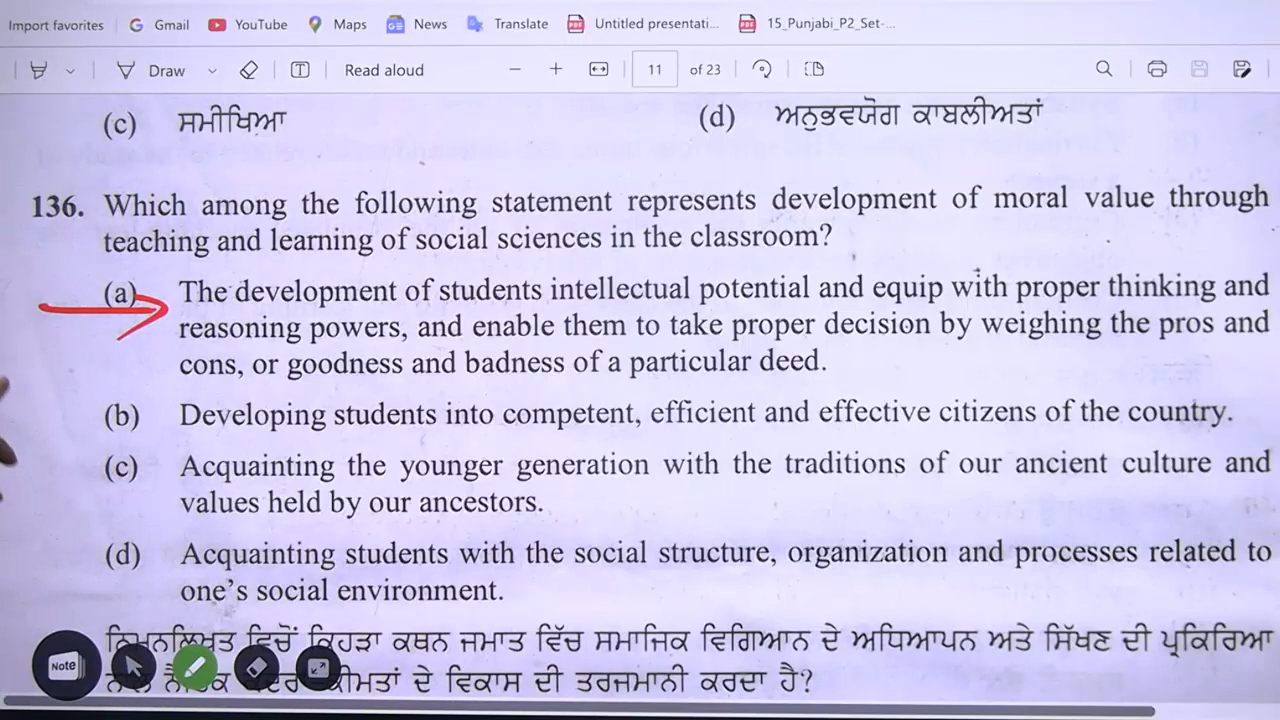 Import favorites Gmail YouTube Maps News Translate Untitled presentati... 15_Punjabi_P2_Set-...
Draw T Read aloud 11 of 23
(c) ਸਮੀਖਿਆ (d) ਅਨੁਭਵਯੋਗ ਕਾਬਲੀਅਤਾਂ
136. Which among the following statement represents development of moral value through
teaching and learning of social sciences in the classroom?
(a) The development of students intellectual potential and equip with proper thinking and
reasoning powers, and enable them to take proper decision by weighing the pros and
cons, or goodness and badness of a particular deed.
(b) Developing students into competent, efficient and effective citizens of the country.
(c) Acquainting the younger generation with the traditions of our ancient culture and
values held by our ancestors.
(d) Acquainting students with the social structure, organization and processes related to
one's social environment.
ਨਿਮਨਲਿਖਤ ਵਿਚੋਂ ਕਿਹੜਾ ਕਥਨ ਜਮਾਤ ਵਿੱਚ ਸਮਾਜਿਕ ਵਿਗਿਆਨ ਦੇ ਅਧਿਆਪਨ ਅਤੇ ਸਿੱਖਣ ਦੀ ਪ੍ਰਕਿਰਿਆ
ਦੇ ਵਿਕਾਸ ਦੀ ਤਰਜਮਾਨੀ ਕਰਦਾ ਹੈ?
Note